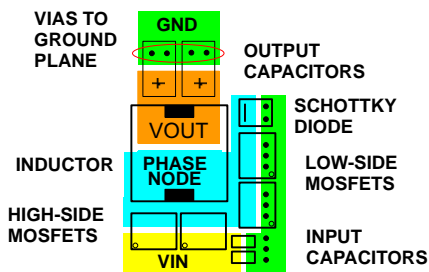 VIAS TO
GROUND
PLANE
GND
OUTPUT
CAPACITORS
+ +
VOUT
SCHOTTKY
DIODE
INDUCTOR
PHASE
NODE
LOW-SIDE
MOSFETS
HIGH-SIDE
MOSFETS
VIN
INPUT
CAPACITORS